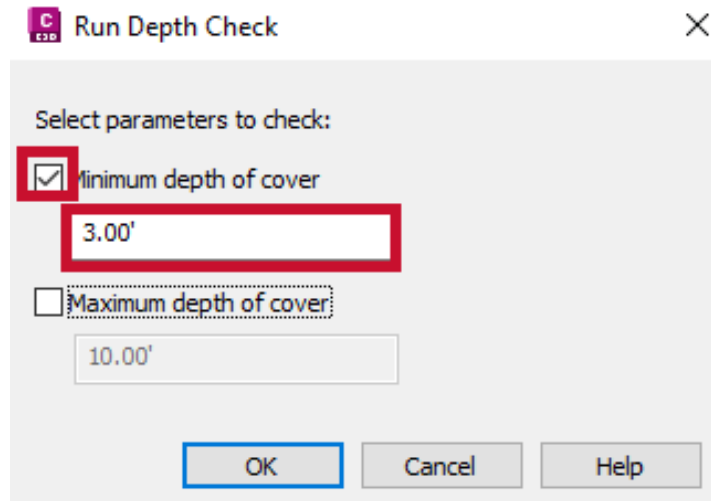 C
C3D
Run Depth Check
Select parameters to check:
Minimum depth of cover
3.00'
Maximum depth of cover
10.00'
OK
Cancel
Help